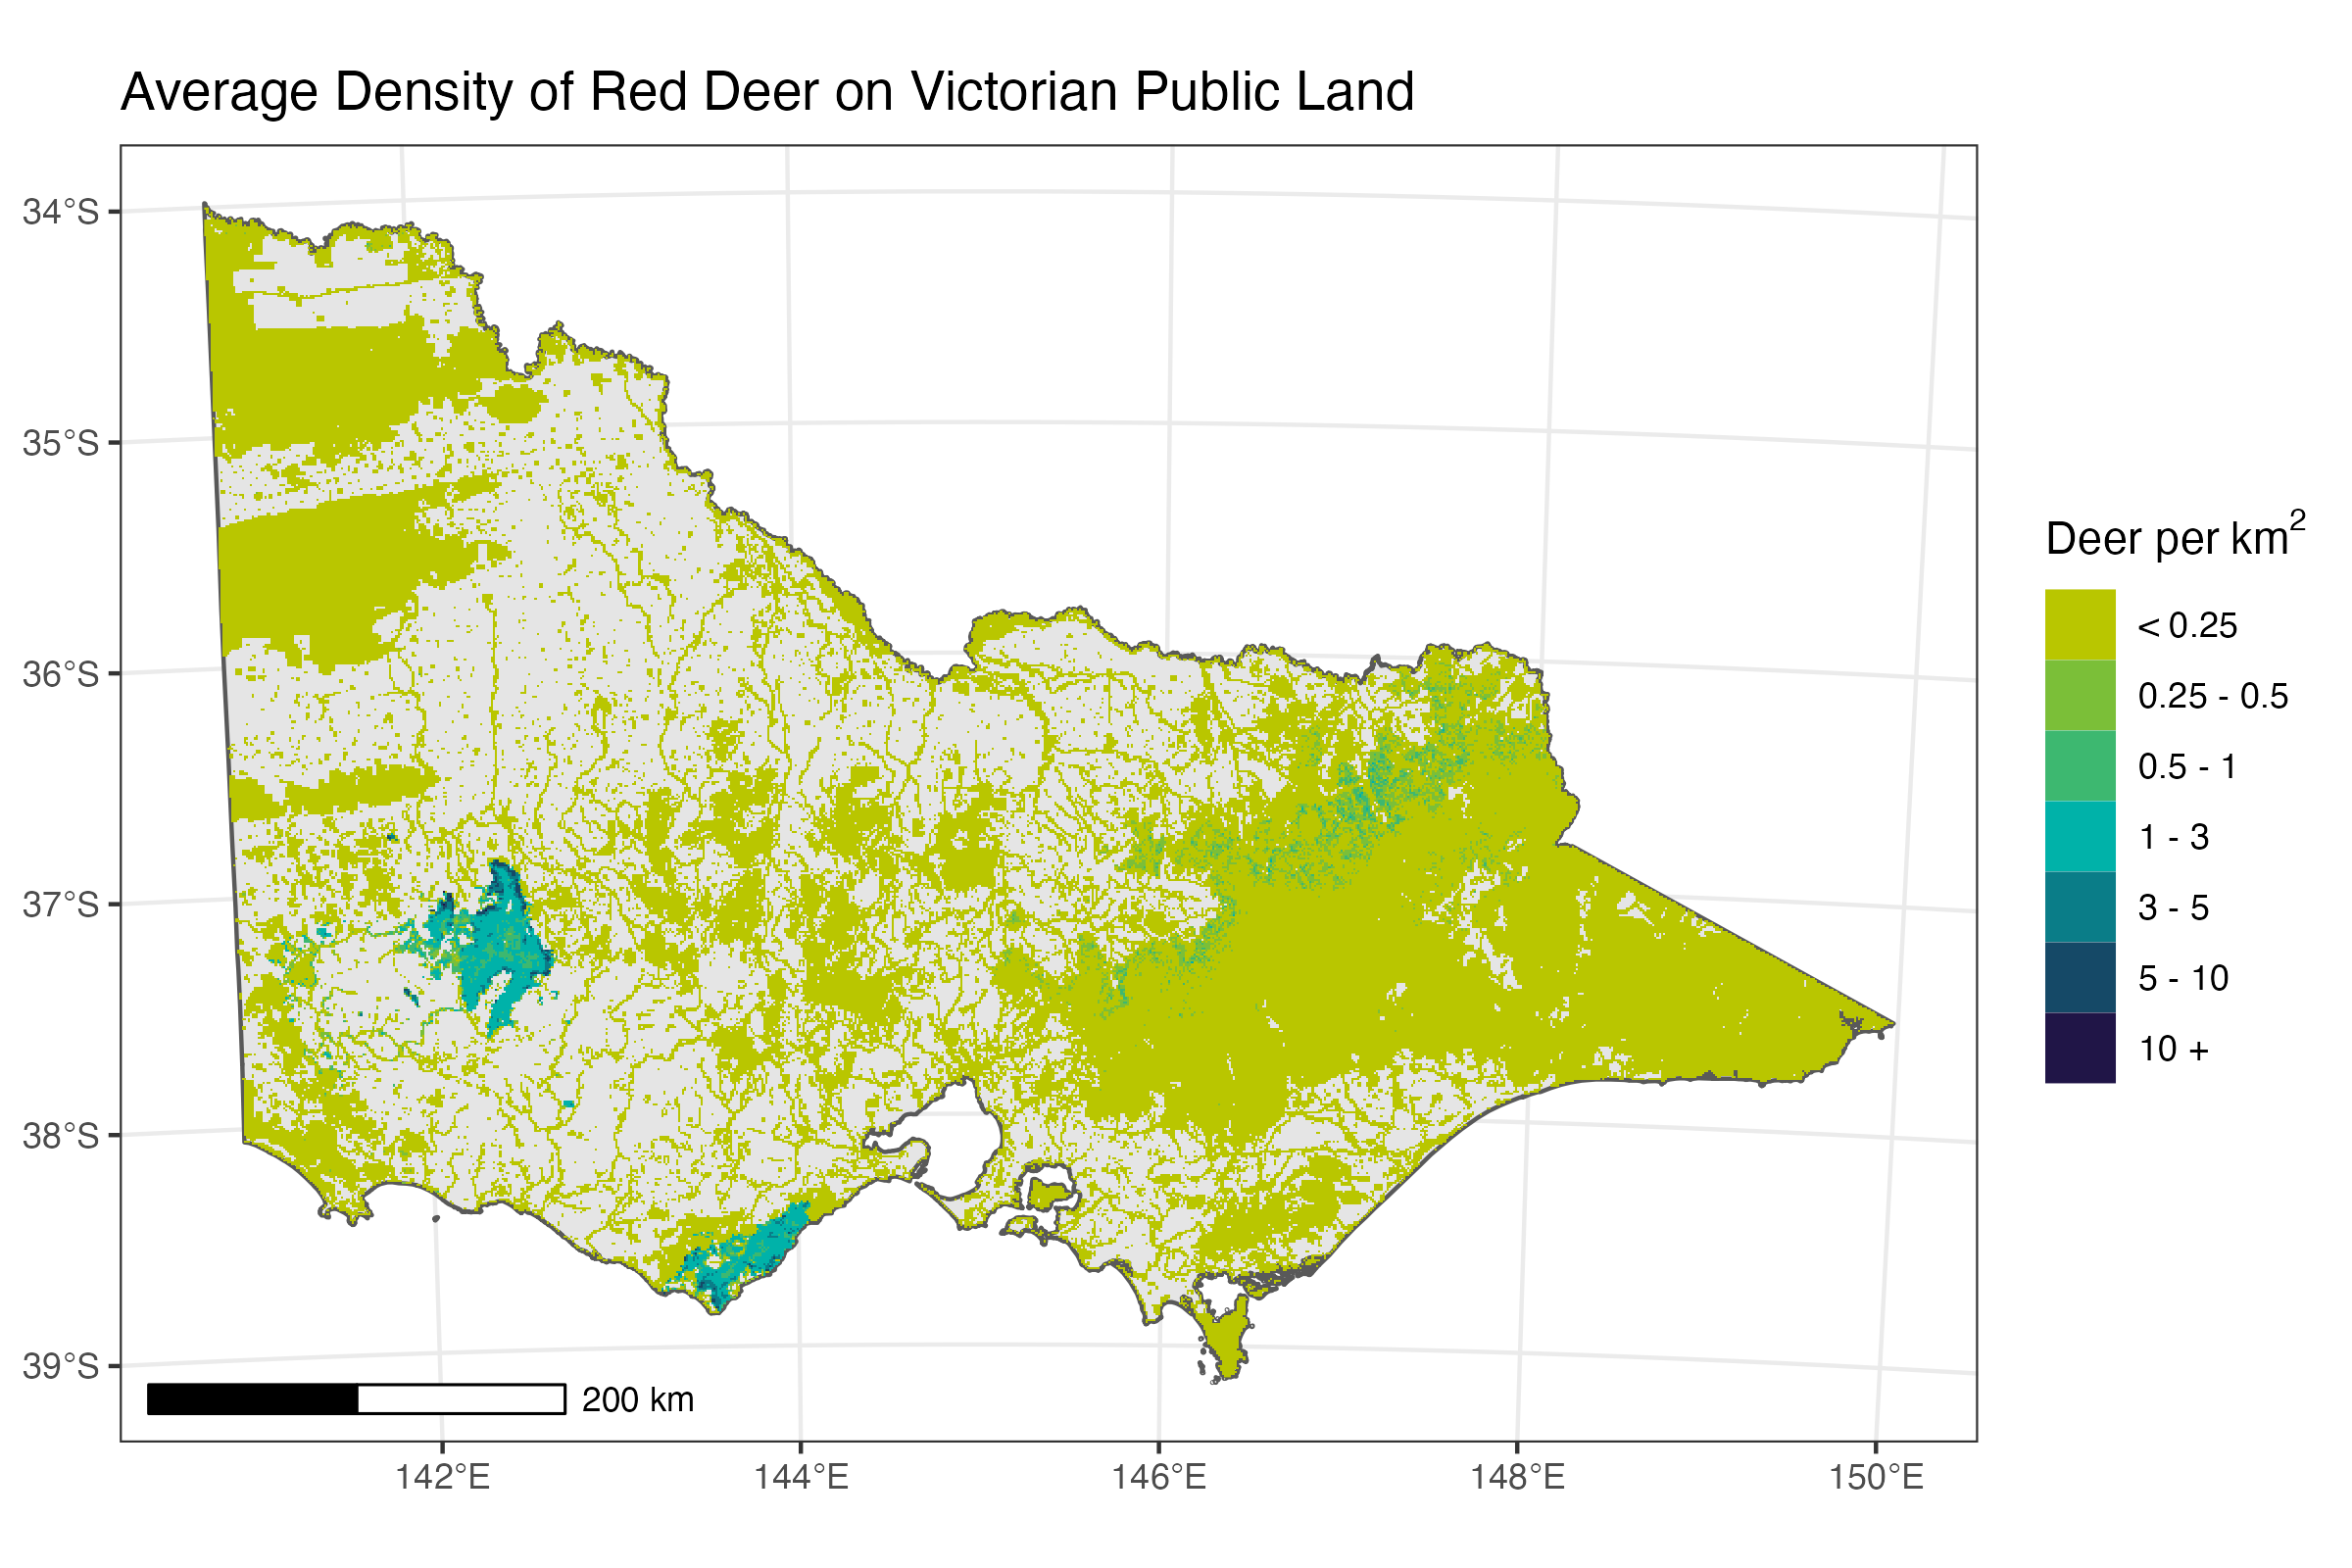 Average Density of Red Deer on Victorian Public Land
34°S
35°S
36°S
37°S
38°S
39°S
200 km
142°E
144°E
146°E
148°E
150°E
Deer per km²
< 0.25
0.25 - 0.5
0.5 - 1
1 - 3
3 - 5
5 - 10
10 +